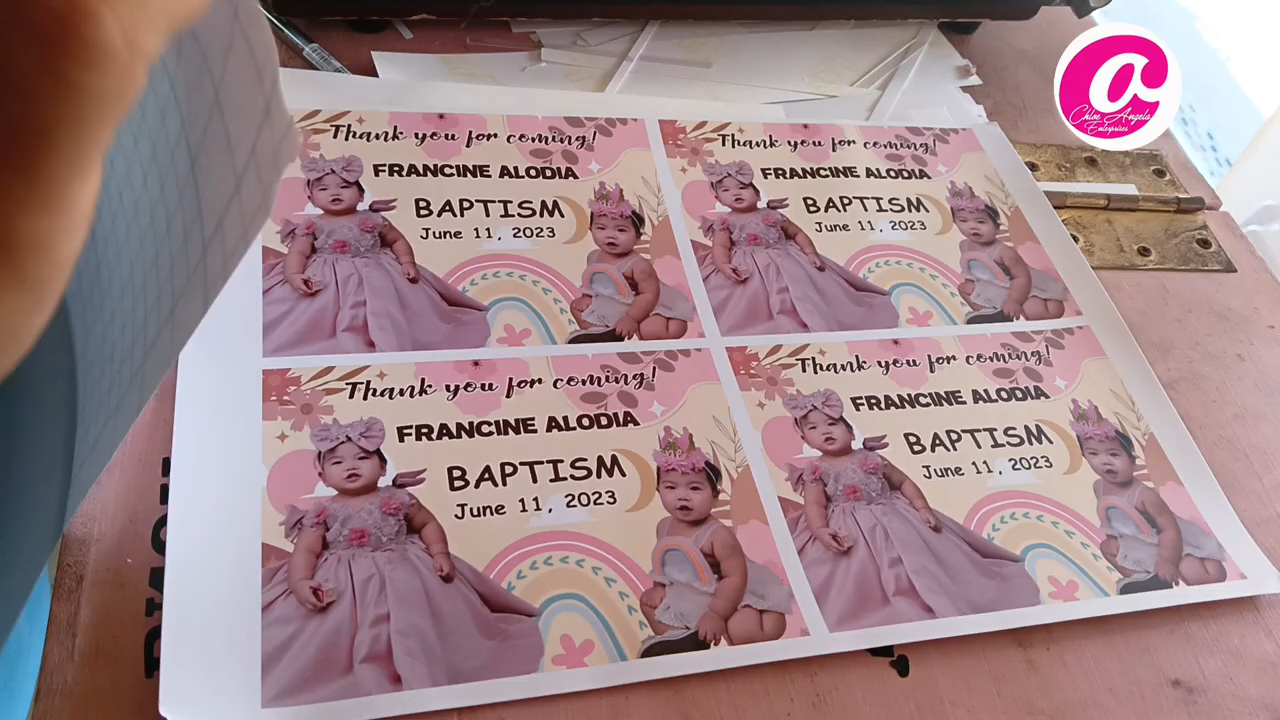 Chloe Angela
Enterprises
Thank you for coming!
FRANCINE ALODIA
BAPTISM
June 11, 2023
Thank you for coming!
FRANCINE ALODIA
BAPTISM
June 11, 2023
Thank you for coming!
FRANCINE ALODIA
BAPTISM
June 11, 2023
Thank you for coming!
FRANCINE ALODIA
BAPTISM
June 11, 2023